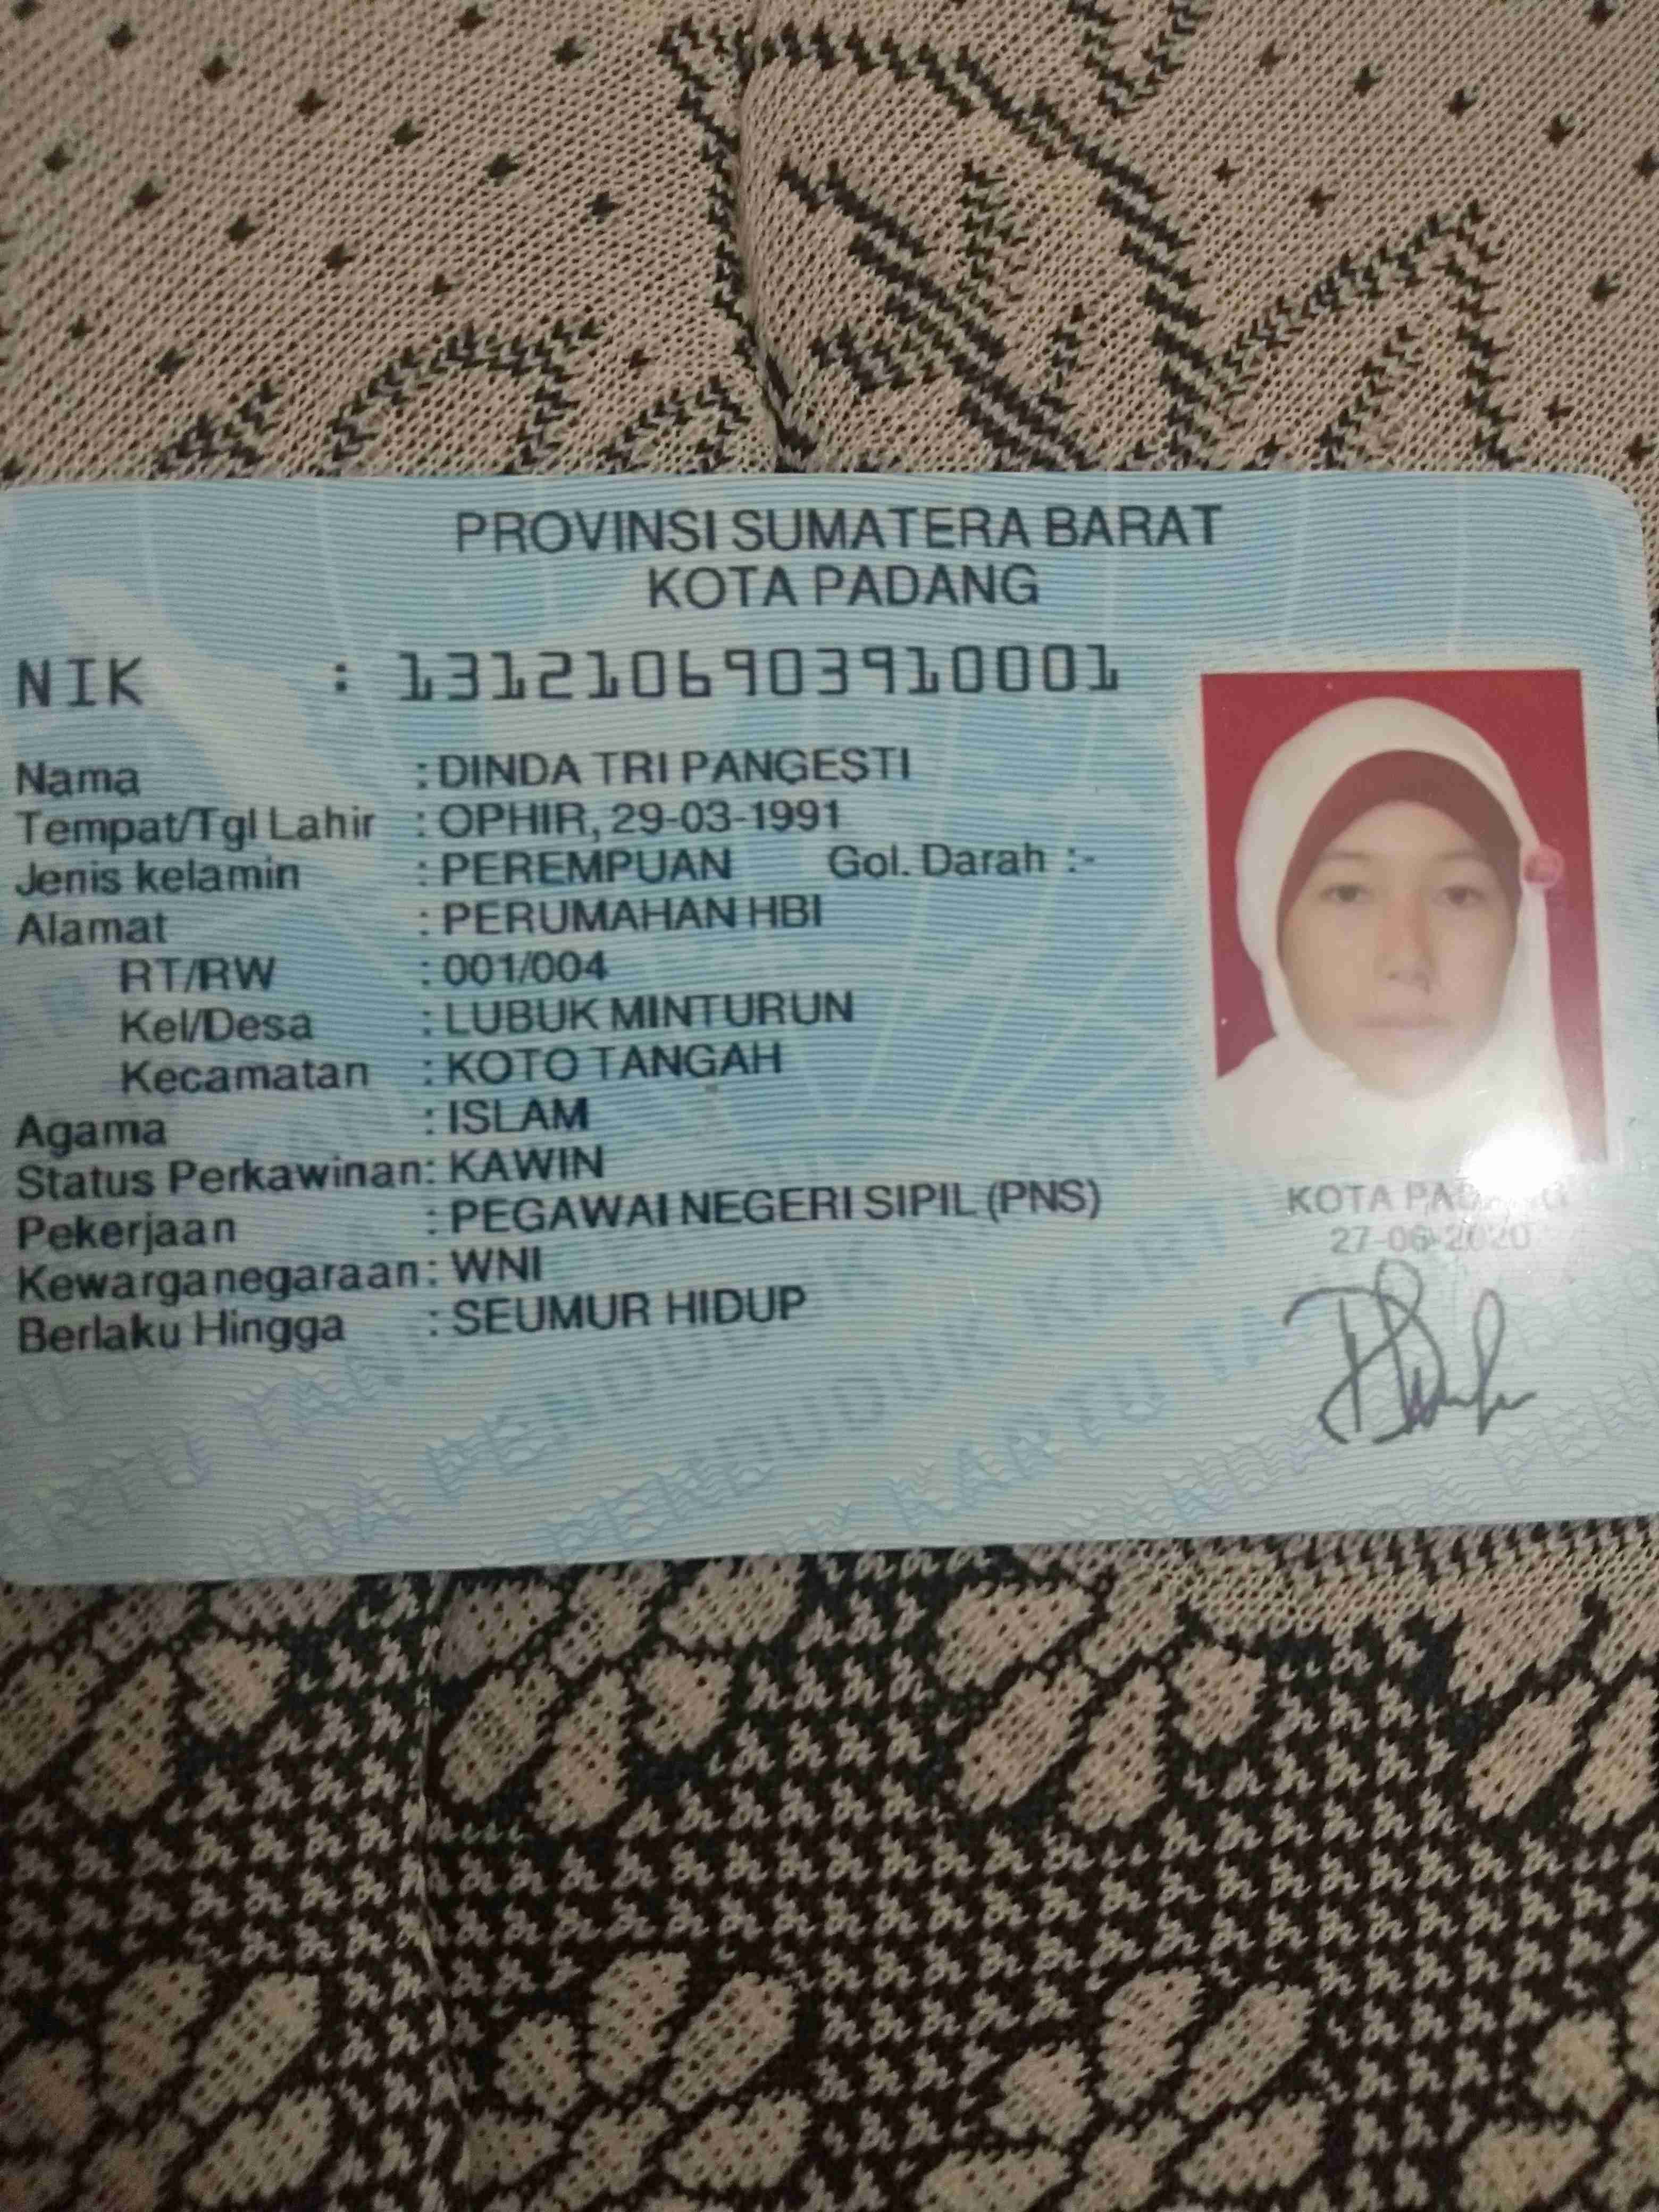 PROVINSI SUMATERA BARAT
KOTA PADANG
NIK : 1312106903910001
Nama : DINDA TRI PANGESTI
Tempat/Tgl Lahir : OPHIR, 29-03-1991
Jenis kelamin : PEREMPUAN Gol. Darah :-
Alamat : PERUMAHAN HBI
RT/RW : 001/004
Kel/Desa : LUBUK MINTURUN
Kecamatan : KOTO TANGAH
Agama : ISLAM
Status Perkawinan: KAWIN
Pekerjaan : PEGAWAI NEGERI SIPIL (PNS)
Kewarganegaraan: WNI
Berlaku Hingga : SEUMUR HIDUP
KOTA PADANG
27-06-2020